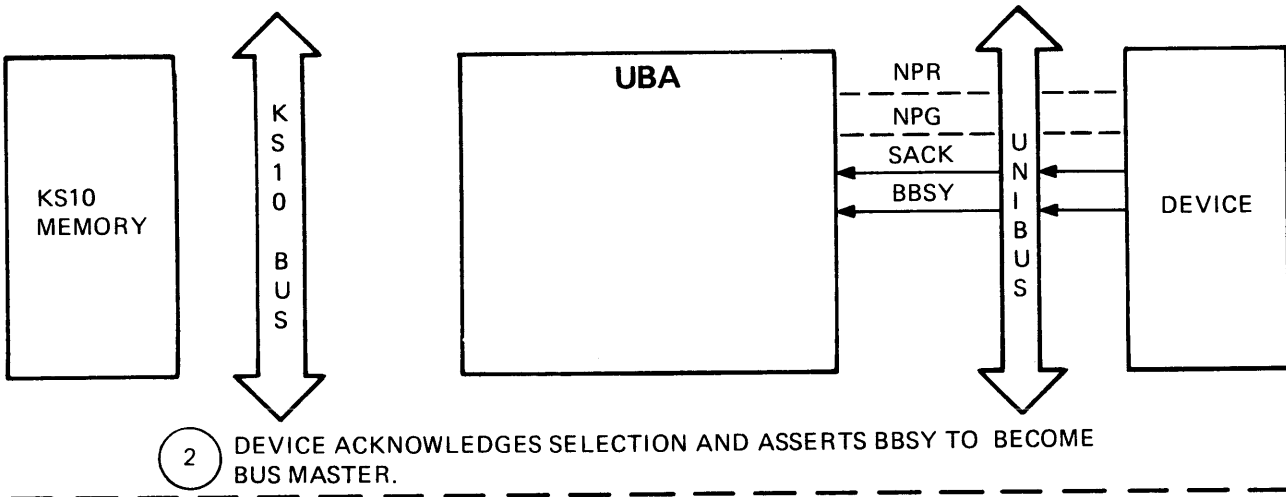 KS10
MEMORY
KS10 BUS
UBA
NPR
NPG
SACK
BBSY
UNIBUS
DEVICE
2 DEVICE ACKNOWLEDGES SELECTION AND ASSERTS BBSY TO BECOME
BUS MASTER.